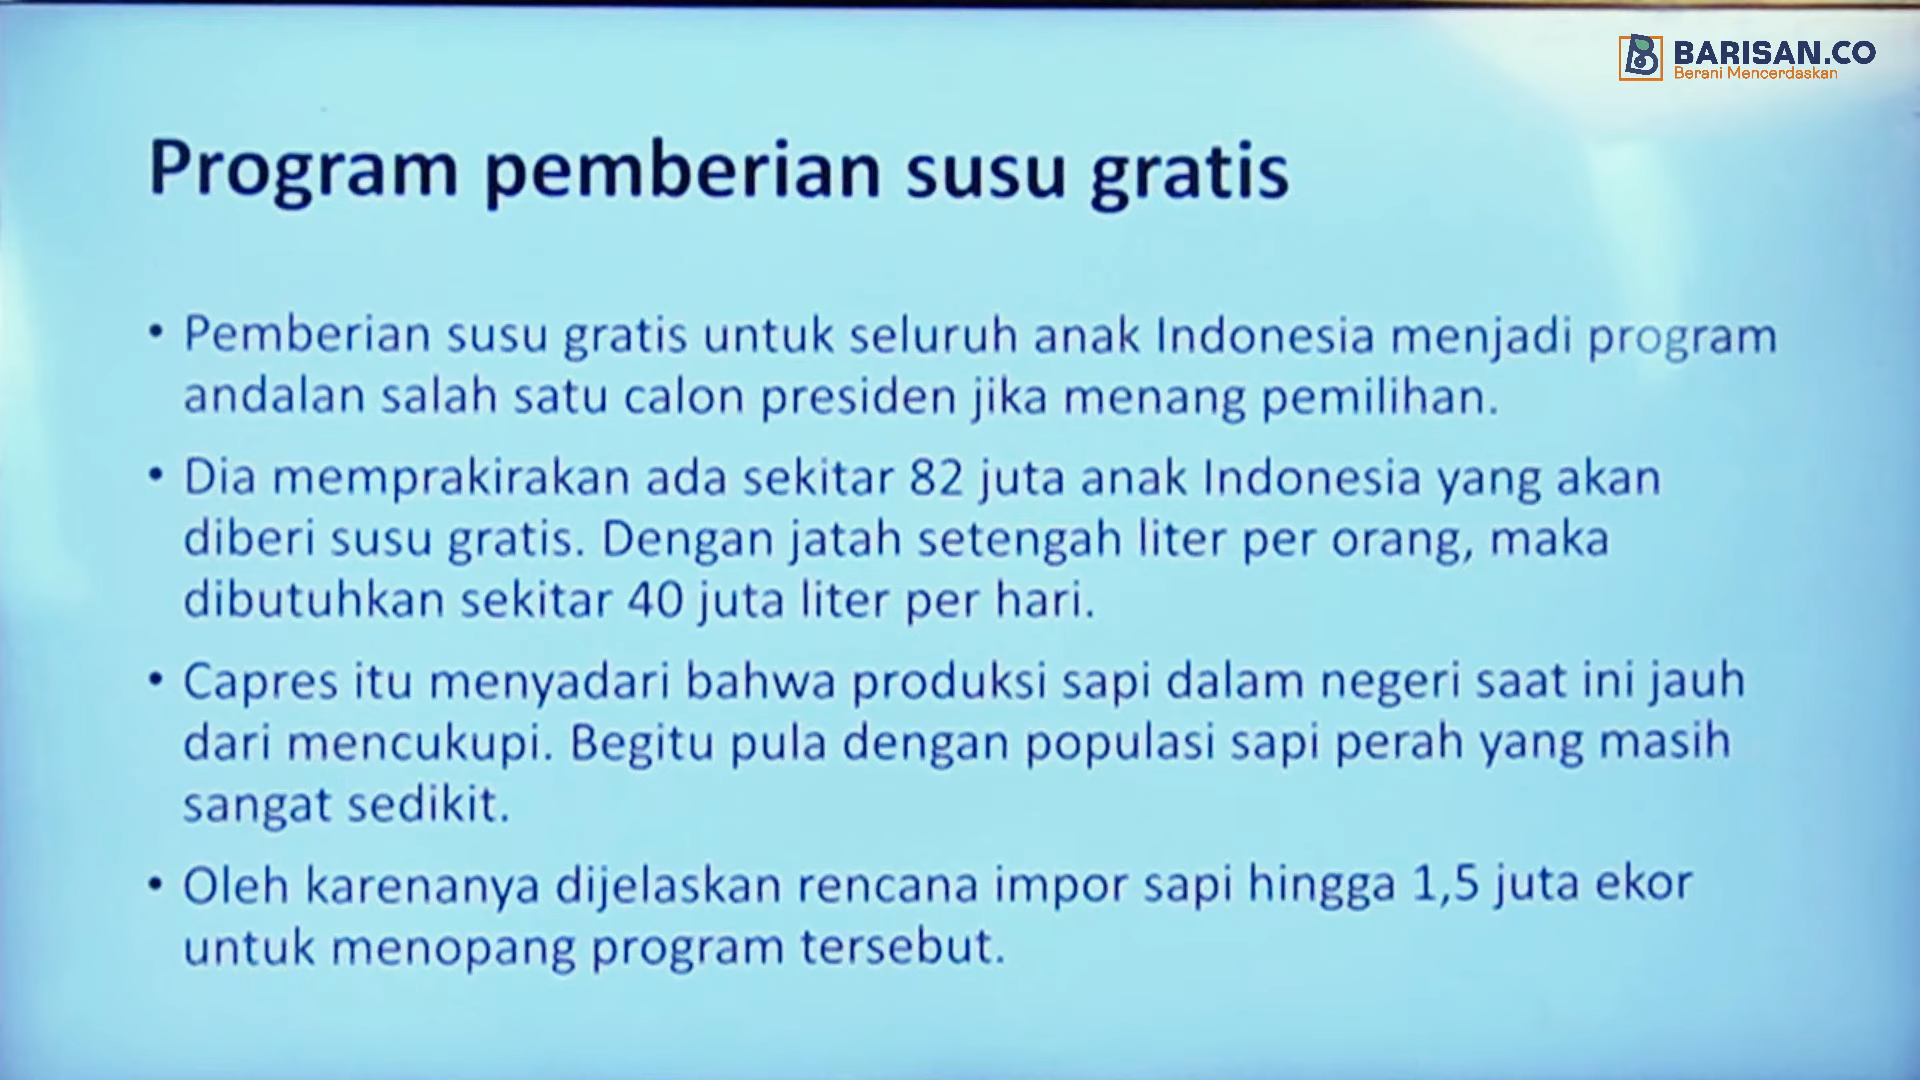 BARISAN.CO
Berani Mencerdaskan
Program pemberian susu gratis
• Pemberian susu gratis untuk seluruh anak Indonesia menjadi program
andalan salah satu calon presiden jika menang pemilihan.
• Dia memprakirakan ada sekitar 82 juta anak Indonesia yang akan
diberi susu gratis. Dengan jatah setengah liter per orang, maka
dibutuhkan sekitar 40 juta liter per hari.
• Capres itu menyadari bahwa produksi sapi dalam negeri saat ini jauh
dari mencukupi. Begitu pula dengan populasi sapi perah yang masih
sangat sedikit.
• Oleh karenanya dijelaskan rencana impor sapi hingga 1,5 juta ekor
untuk menopang program tersebut.